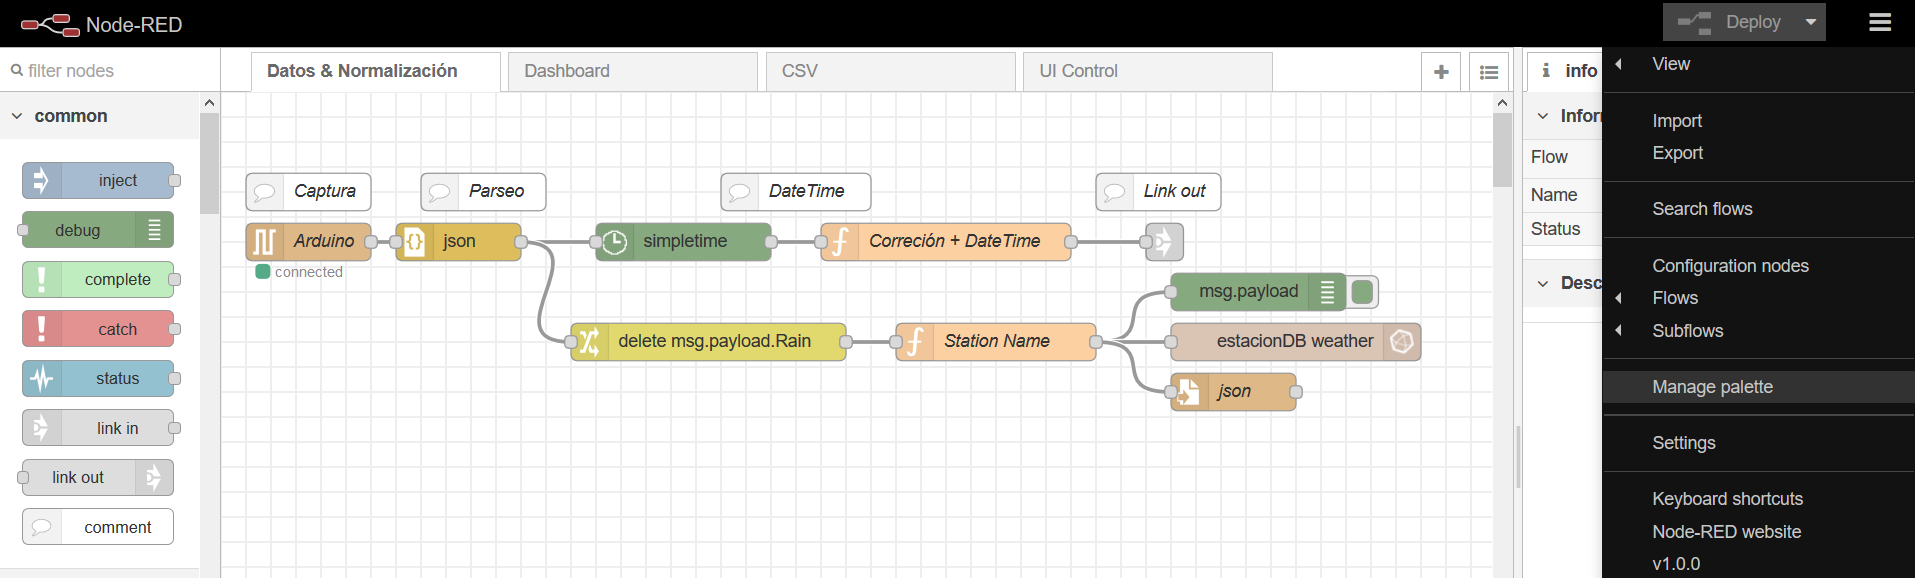 Node-RED
Deploy
filter nodes
Datos & Normalización
Dashboard
CSV
UI Control
info
View
common
Infor
Import
Flow
Export
Name
Search flows
Status
Desc
Configuration nodes
Flows
Subflows
Manage palette
Settings
Keyboard shortcuts
Node-RED website
v1.0.0
inject
debug
complete
catch
status
link in
link out
comment
Captura
Parseo
DateTime
Link out
Arduino
json
simpletime
Correción + DateTime
connected
msg.payload
delete msg.payload.Rain
Station Name
estacionDB weather
json